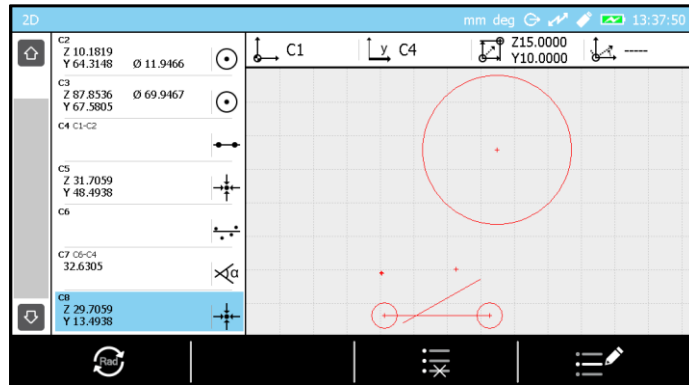 2D
mm deg 13:37:50
C1
y C4
Z15.0000
Y10.0000
-----
C2
Z 10.1819
Y 64.3148 Ø 11.9466
C3
Z 87.8536 Ø 69.9467
Y 67.5805
C4 C1-C2
C5
Z 31.7059
Y 48.4938
C6
C7 C6-C4
32.6305
α
C8
Z 29.7059
Y 13.4938
Rad